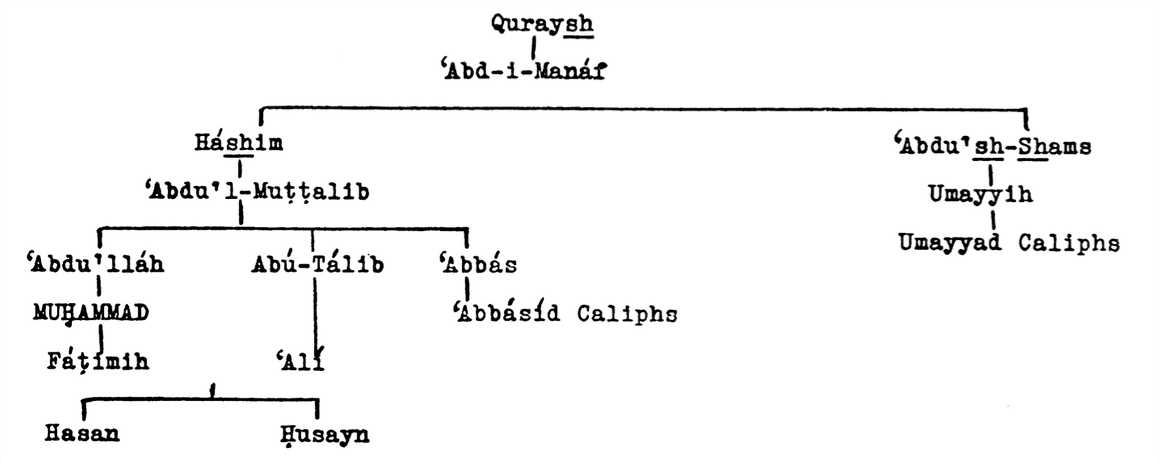 Quraysh
‘Abd-i-Manáf
Háshim
‘Abdu’sh-Shams
‘Abdu’l-Muṭṭalib
Umayyih
Umayyad Caliphs
‘Abdu’lláh
Abú-Tálib
‘Abbás
MUḤAMMAD
‘Abbásíd Caliphs
Fáṭimih
‘Alí
Hasan
Ḥusayn